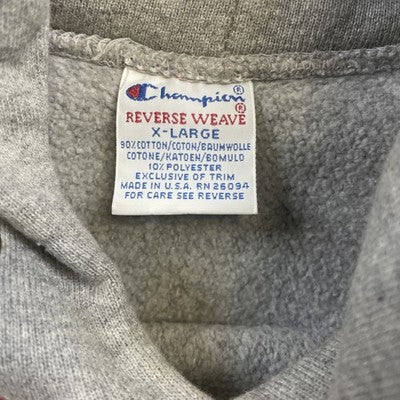 Champion®
REVERSE WEAVE®
X-LARGE
90% COTTON/COTON/BAUMWOLLE
COTONE/KATOEN/BOMULD
10% POLYESTER
EXCLUSIVE OF TRIM
MADE IN U.S.A. RN 26094
FOR CARE SEE REVERSE